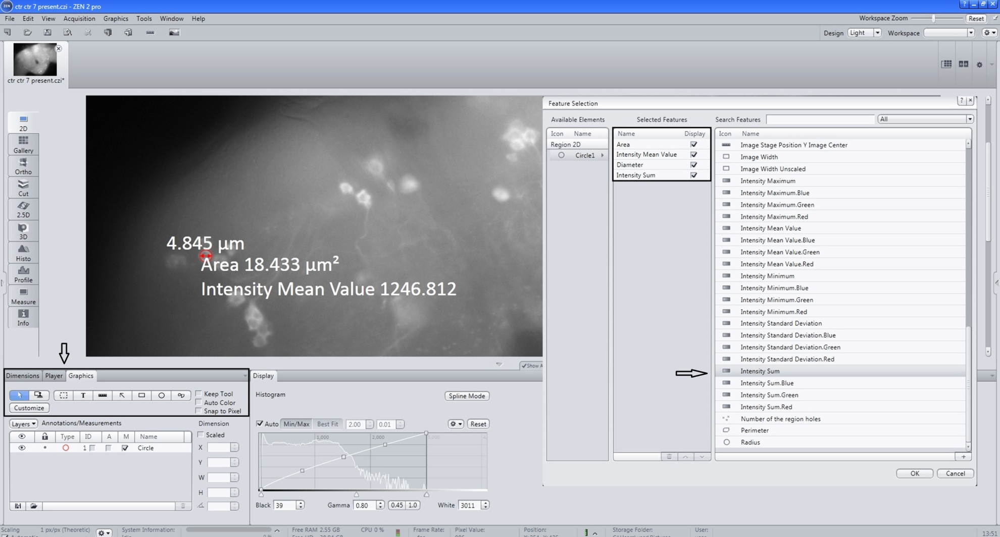 ZEN ctr ctr 7 present.czi - ZEN 2 pro
File Edit View Acquisition Graphics Tools Window Help
Workspace Zoom Reset
Design Light Workspace
ctr ctr 7 present.czi*
2D
Gallery
Ortho
Cut
2.5D
3D
Histo
Profile
Measure
Info
4.845 µm
Area 18.433 µm²
Intensity Mean Value 1246.812
Show A
Feature Selection
Available Elements Selected Features Search Features All
Icon Name
Region 2D
Circle1
Name Display
Area
Intensity Mean Value
Diameter
Intensity Sum
Icon Name
Image Stage Position Y Image Center
Image Width
Image Width Unscaled
Intensity Maximum
Intensity Maximum.Blue
Intensity Maximum.Green
Intensity Maximum.Red
Intensity Mean Value
Intensity Mean Value.Blue
Intensity Mean Value.Green
Intensity Mean Value.Red
Intensity Minimum
Intensity Minimum.Blue
Intensity Minimum.Green
Intensity Minimum.Red
Intensity Standard Deviation
Intensity Standard Deviation.Blue
Intensity Standard Deviation.Green
Intensity Standard Deviation.Red
Intensity Sum
Intensity Sum.Blue
Intensity Sum.Green
Intensity Sum.Red
Number of the region holes
Perimeter
Radius
OK Cancel
Dimensions Player Graphics
T
Keep Tool
Auto Color
Snap to Pixel
Customize
Layers Annotations/Measurements
Type ID A M Name
1 Circle
Dimension
Scaled
X
Y
W
H
Display
Histogram
Spline Mode
Auto Min/Max Best Fit 2.00 0.01 Reset
1,000 2,000
Black 39 Gamma 0.80 0.45 1.0 White 3011
Scaling 1 px/px (Theoretic) System Information: Free RAM 2.55 GB CPU 0 % Frame Rate: Pixel Value: Position: Storage Folder: User:
13:51